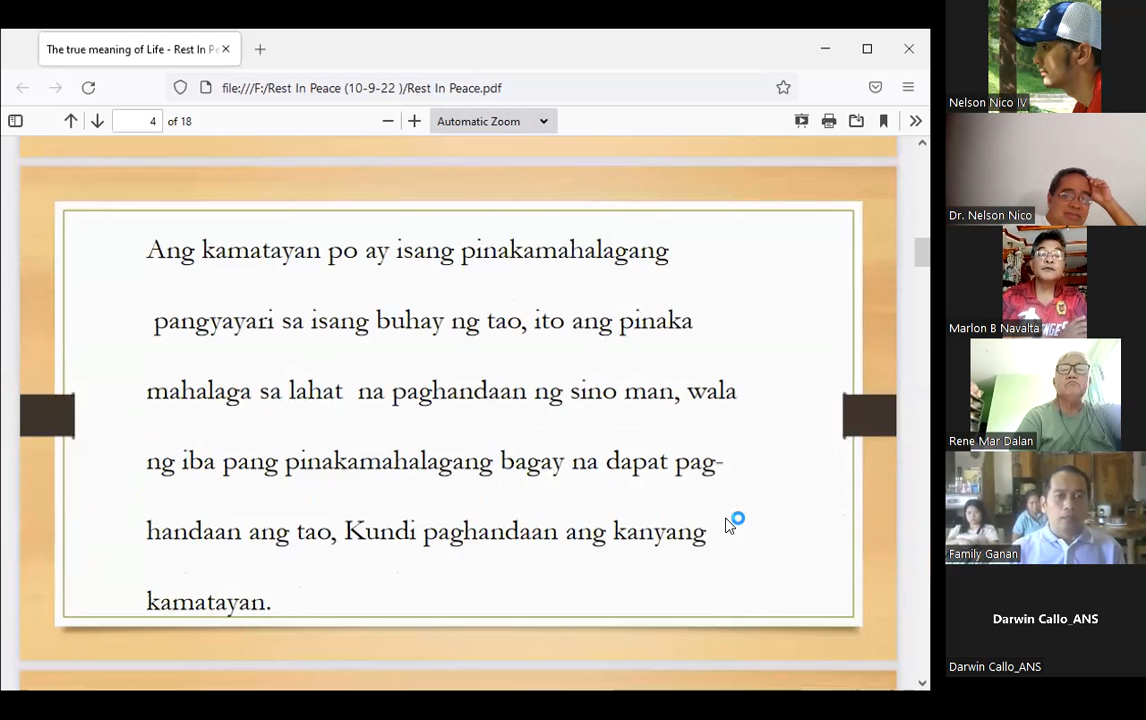 The true meaning of Life - Rest In Pe
file:///F:/Rest In Peace (10-9-22 )/Rest In Peace.pdf
4 of 18
Automatic Zoom
Ang kamatayan po ay isang pinakamahalagang
pangyayari sa isang buhay ng tao, ito ang pinaka
mahalaga sa lahat na paghandaan ng sino man, wala
ng iba pang pinakamahalagang bagay na dapat pag-
handaan ang tao, Kundi paghandaan ang kanyang
kamatayan.
Nelson Nico IV
Dr. Nelson Nico
Marlon B Navalta
Rene Mar Dalan
Family Ganan
Darwin Callo_ANS
Darwin Callo_ANS